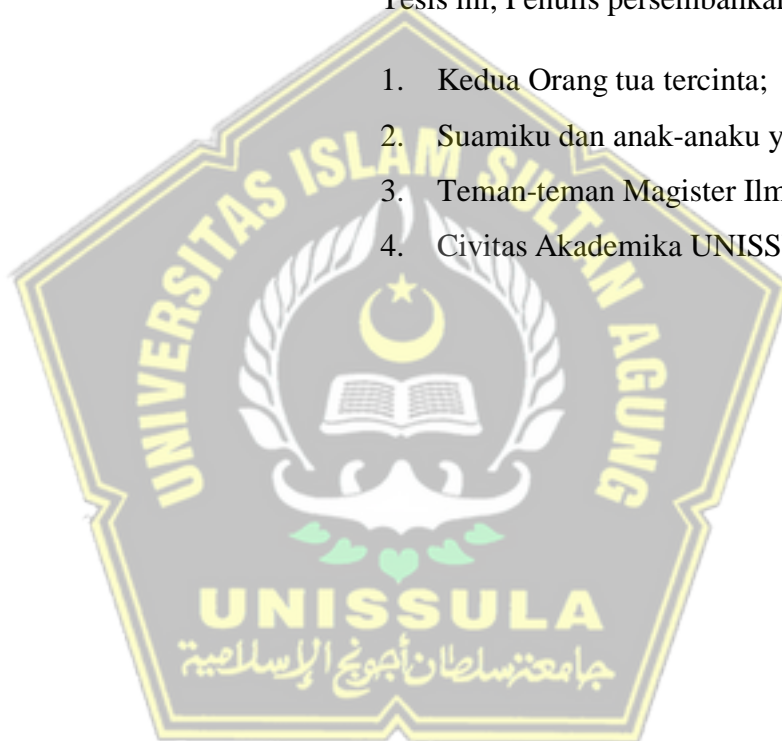 Tesis ini, Penulis persembahkan
1. Kedua Orang tua tercinta;
2. Suamiku dan anak-anaku y
3. Teman-teman Magister Ilm
4. Civitas Akademika UNISS
UNIVERSITAS ISLAM SULTAN AGUNG
UNISSULA
جامعة سلطان أجونج الإسلامية